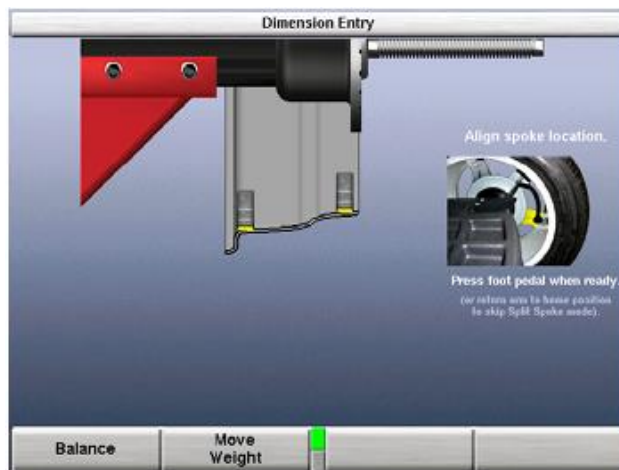 Dimension Entry
Align spoke location.
Press foot pedal when ready.
(or return arm to home position
to skip Split Spoke mode).
Balance
Move
Weight